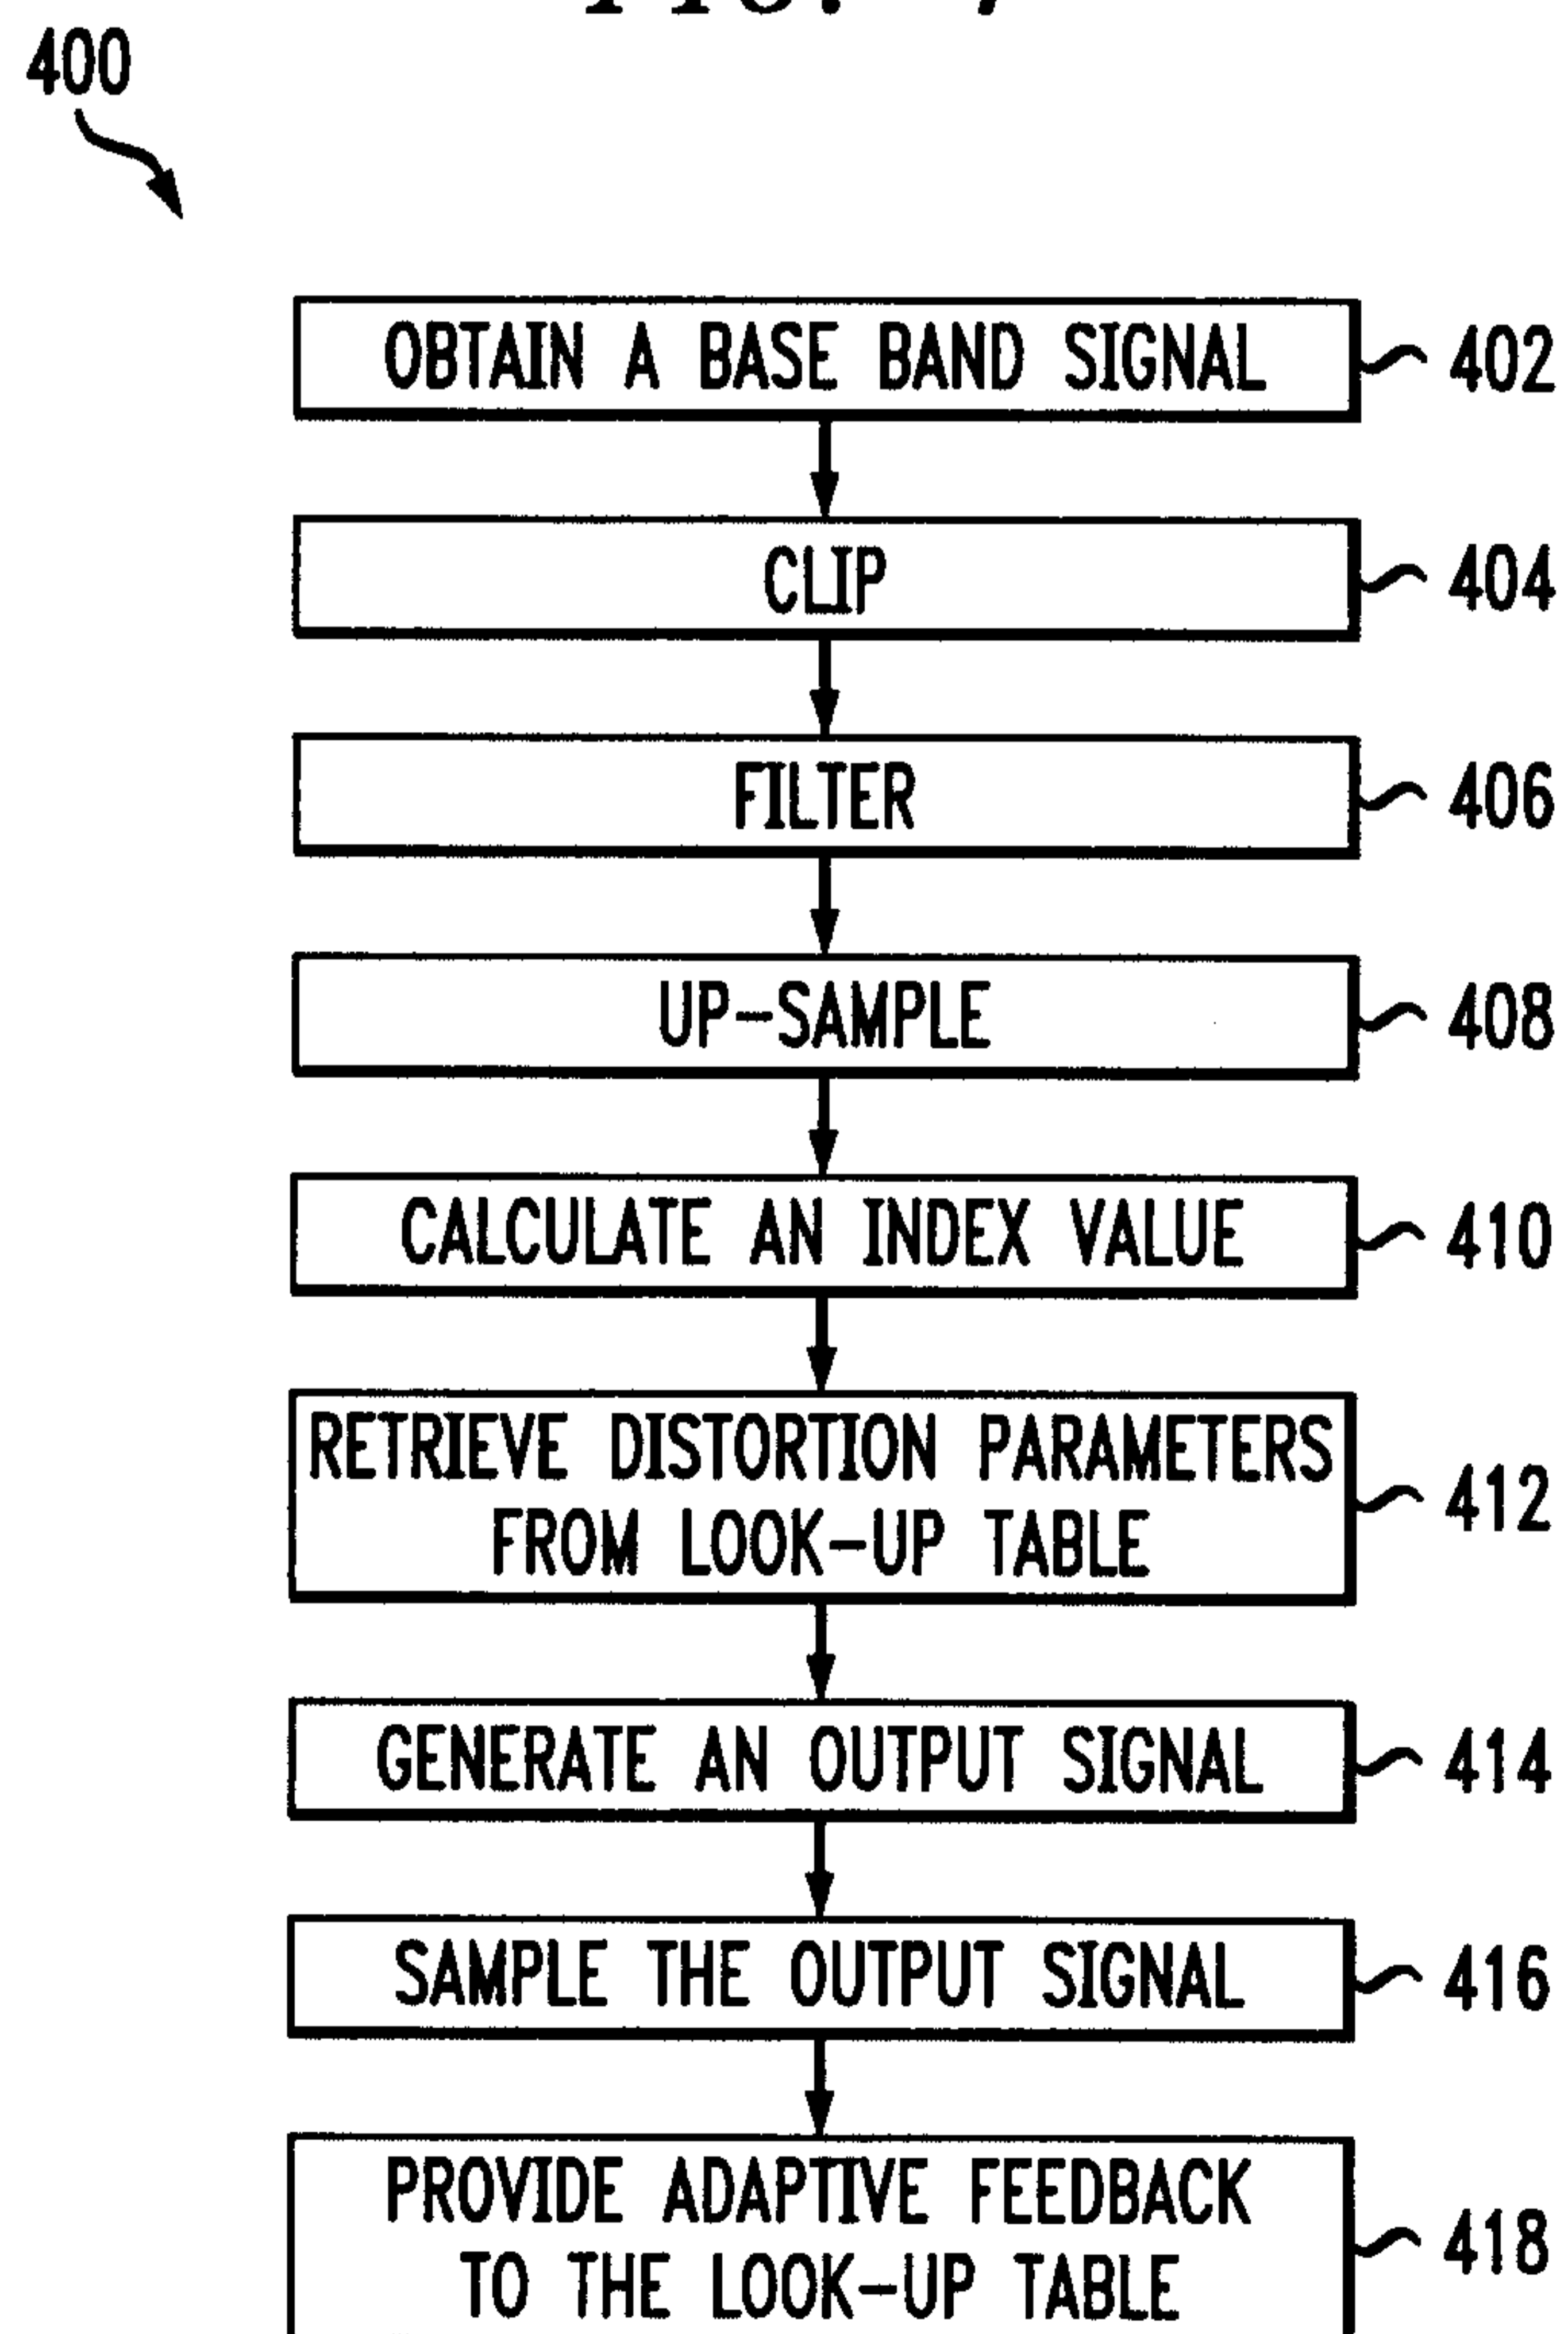 400
OBTAIN A BASE BAND SIGNAL 402
CLIP 404
FILTER 406
UP-SAMPLE 408
CALCULATE AN INDEX VALUE 410
RETRIEVE DISTORTION PARAMETERS
FROM LOOK-UP TABLE 412
GENERATE AN OUTPUT SIGNAL 414
SAMPLE THE OUTPUT SIGNAL 416
PROVIDE ADAPTIVE FEEDBACK
TO THE LOOK-UP TABLE 418